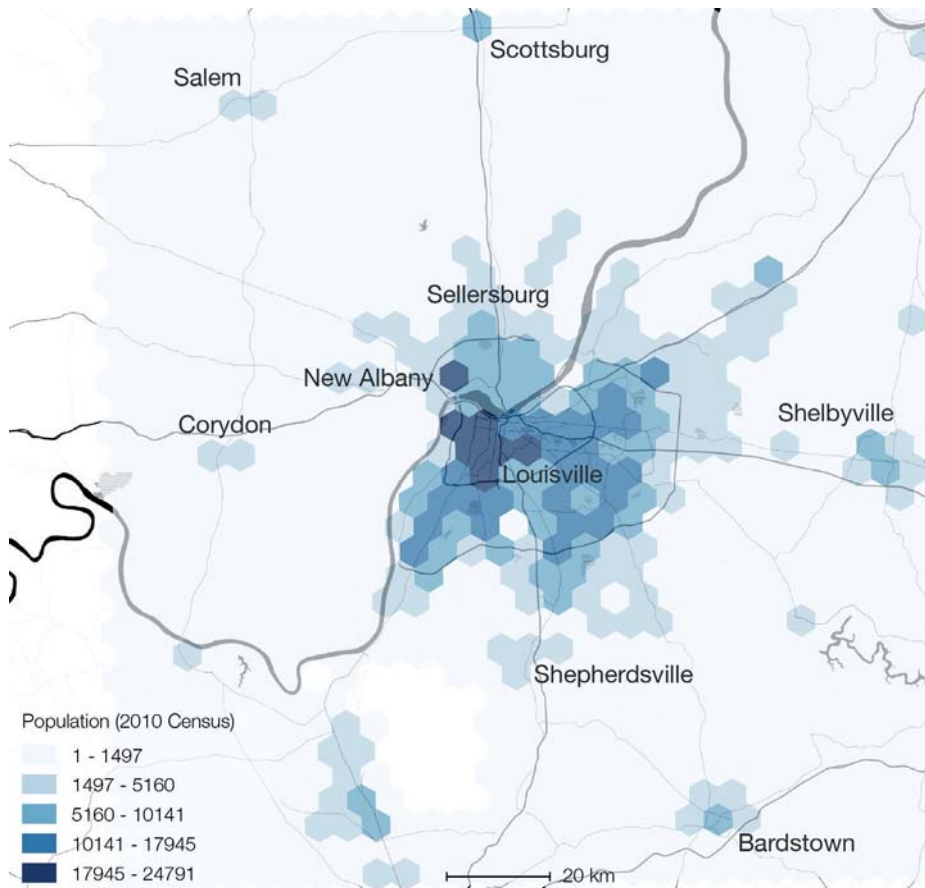 Scottsburg
Salem
Sellersburg
New Albany
Corydon
Shelbyville
Louisville
Shepherdsville
Population (2010 Census)
1 - 1497
1497 - 5160
5160 - 10141
10141 - 17945
17945 - 24791
Bardstown
20 km